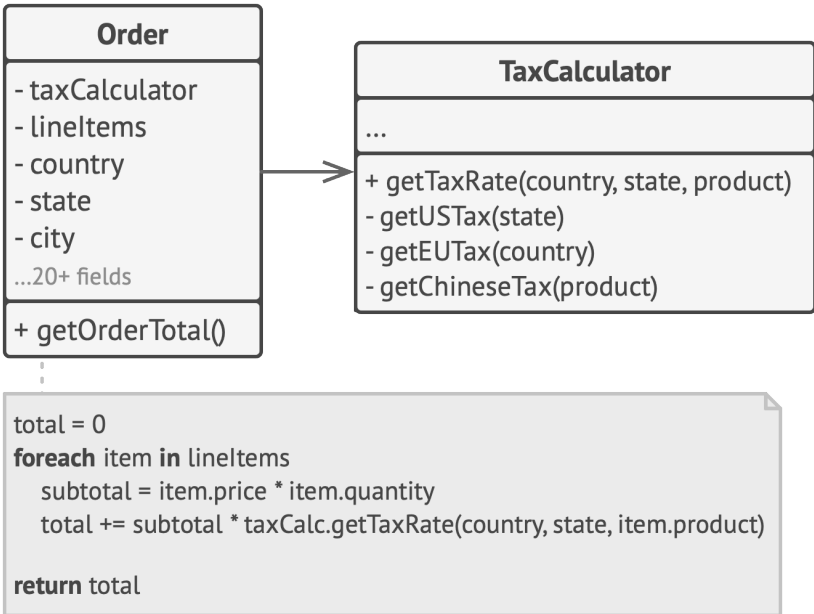 Order
- taxCalculator
- lineItems
- country
- state
- city
...20+ fields
+ getOrderTotal()
TaxCalculator
...
+ getTaxRate(country, state, product)
- getUSTax(state)
- getEUTax(country)
- getChineseTax(product)
total = 0
foreach item in lineItems
subtotal = item.price * item.quantity
total += subtotal * taxCalc.getTaxRate(country, state, item.product)
return total